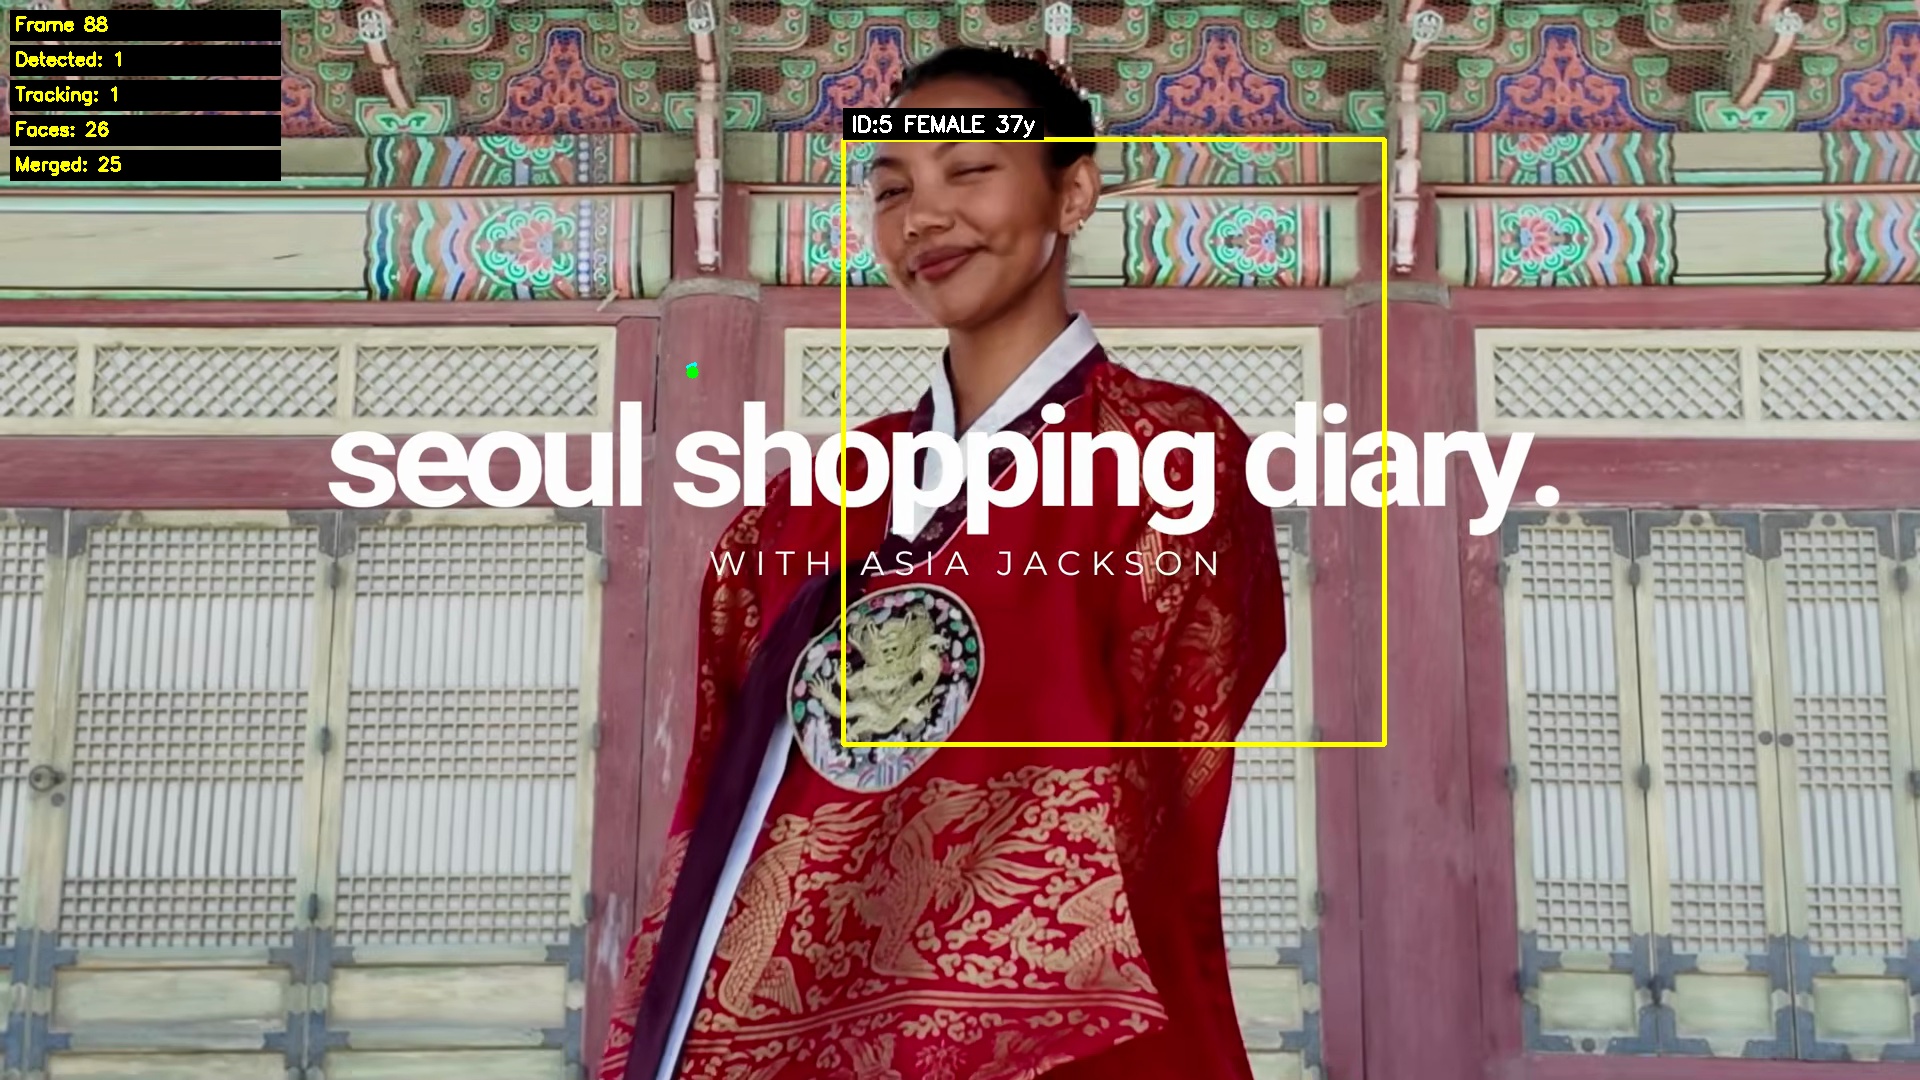 Frame 88
Detected: 1
Tracking: 1
Faces: 26
Merged: 25
ID:5 FEMALE 37y
seoul shopping diary.
WITH ASIA JACKSON